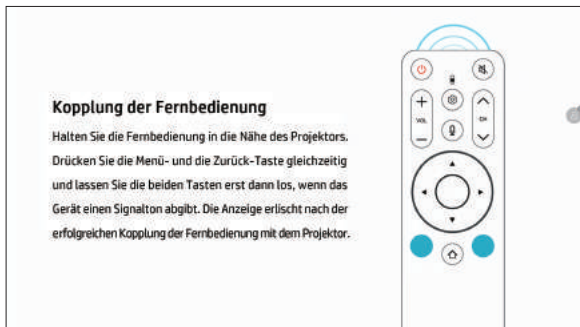 Kopplung der Fernbedienung
Halten Sie die Fernbedienung in die Nähe des Projektors.
Drücken Sie die Menü- und die Zurück-Taste gleichzeitig
und lassen Sie die beiden Tasten erst dann los, wenn das
Gerät einen Signalton abgibt. Die Anzeige erlischt nach der
erfolgreichen Kopplung der Fernbedienung mit dem Projektor.
VOL
CH